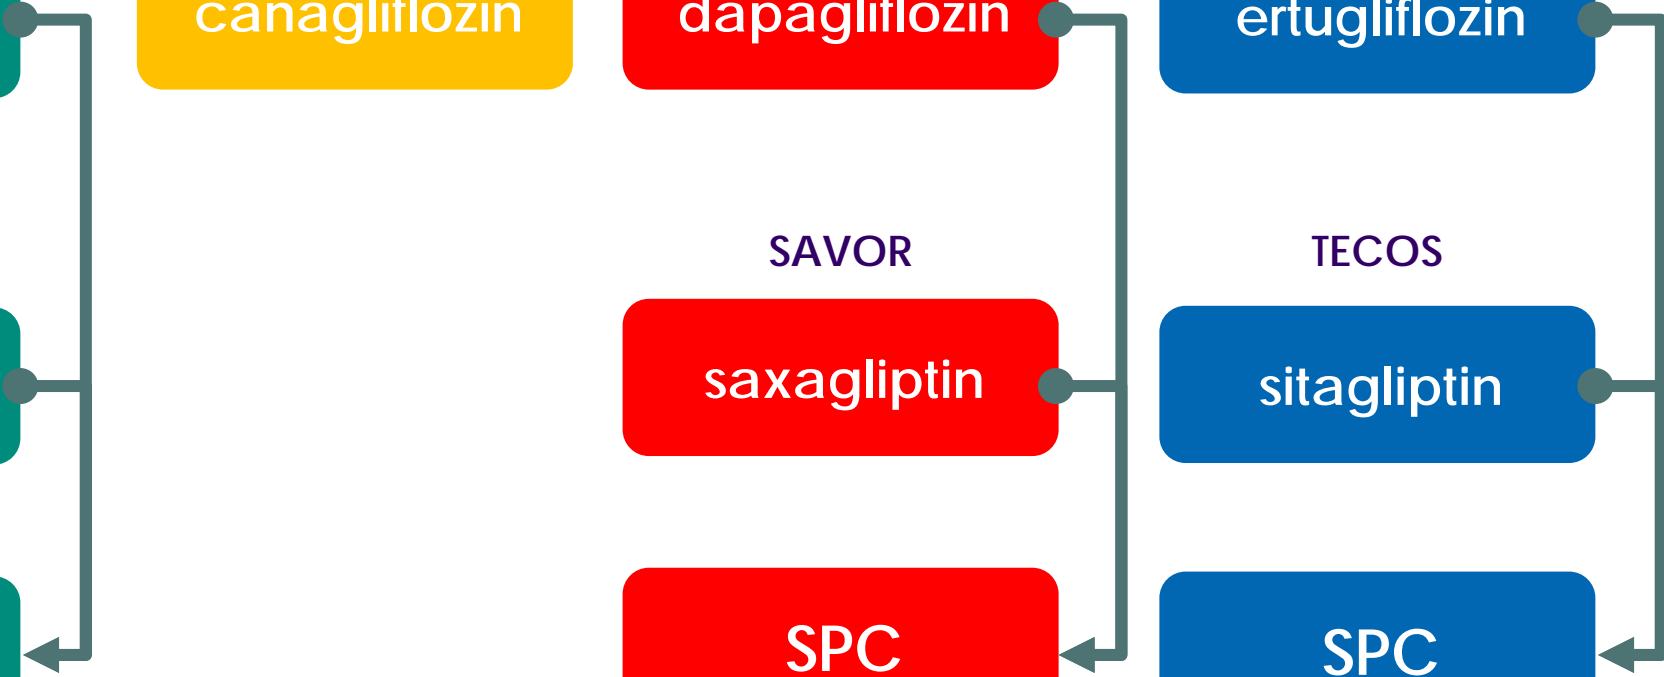 canagliflozin
dapagliflozin
ertugliflozin
SAVOR
TECOS
saxagliptin
sitagliptin
SPC
SPC